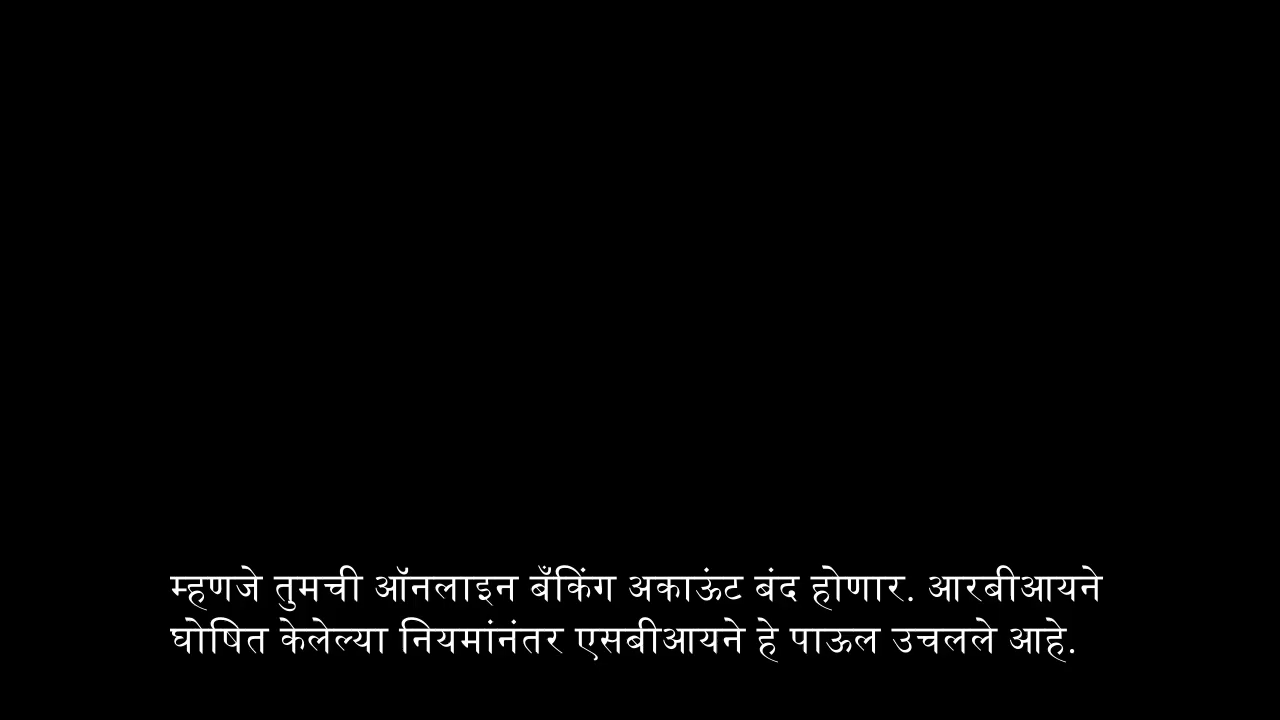 म्हणजे तुमची ऑनलाइन बँकिंग अकाऊंट बंद होणार. आरबीआयने
घोषित केलेल्या नियमांनंतर एसबीआयने हे पाऊल उचलले आहे.